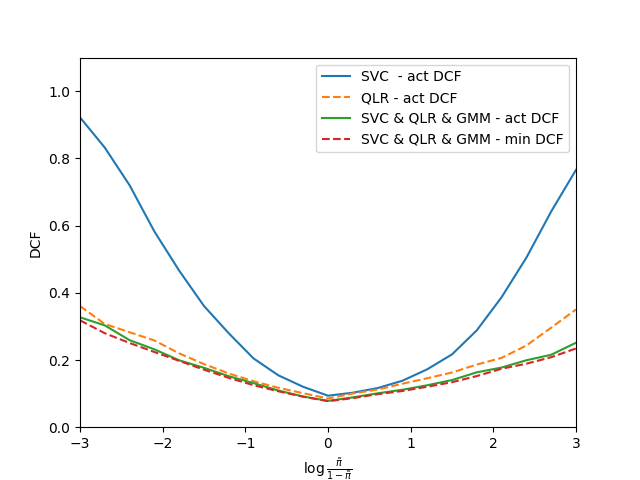 SVC - act DCF
QLR - act DCF
SVC & QLR & GMM - act DCF
SVC & QLR & GMM - min DCF
DCF
1.0
0.8
0.6
0.4
0.2
0.0
−3 −2 −1 0 1 2 3
log π̃/(1−π̃)